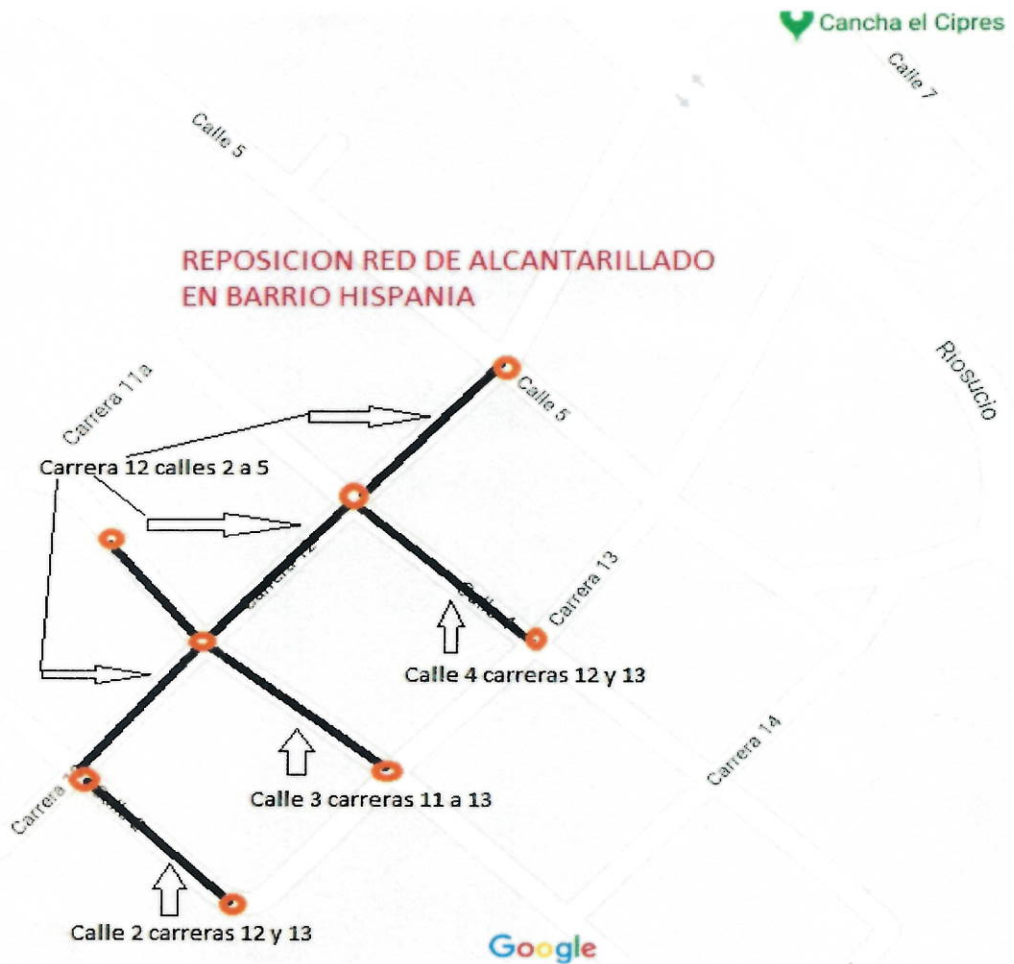 Cancha el Cipres
Calle 7
Calle 5
REPOSICION RED DE ALCANTARILLADO
EN BARRIO HISPANIA
Riosucio
Carrera 11a
Calle 5
Carrera 12 calles 2 a 5
Carrera 12
Carrera 13
Calle 4 carreras 12 y 13
Carrera 14
Calle 3 carreras 11 a 13
Carrera
Calle 2 carreras 12 y 13
Google